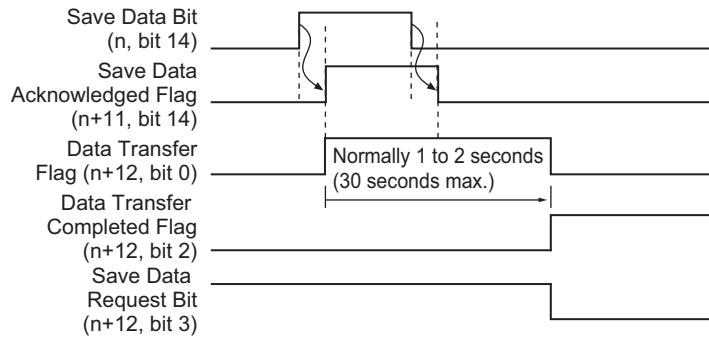 Save Data Bit
(n, bit 14)
Save Data
Acknowledged Flag
(n+11, bit 14)
Data Transfer
Flag (n+12, bit 0)
Normally 1 to 2 seconds
(30 seconds max.)
Data Transfer
Completed Flag
(n+12, bit 2)
Save Data
Request Bit
(n+12, bit 3)